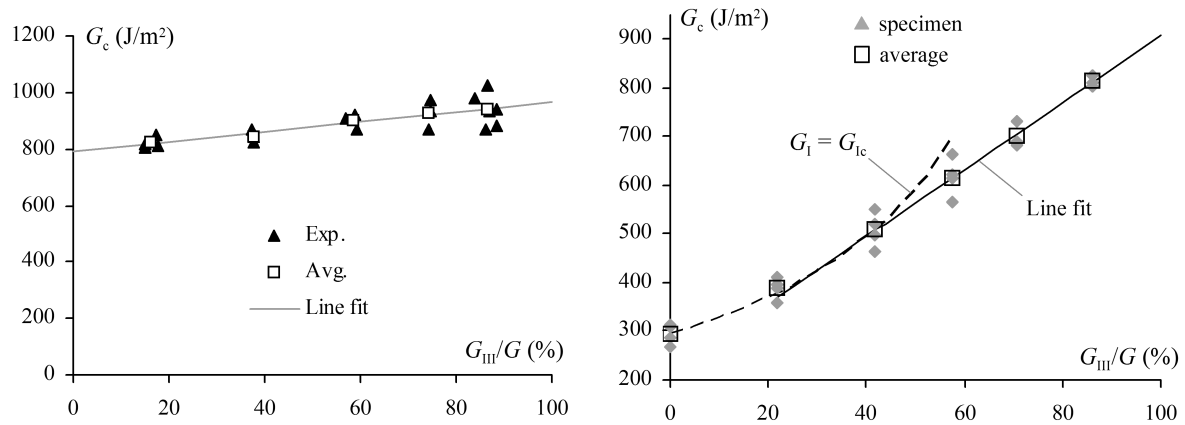 G_c (J/m²)
1200
1000
800
600
400
200
0
Exp.
Avg.
Line fit
G_III/G (%)
0 20 40 60 80 100
G_c (J/m²)
900
800
700
600
500
400
300
200
specimen
average
G_I = G_Ic
Line fit
G_III/G (%)
0 20 40 60 80 100